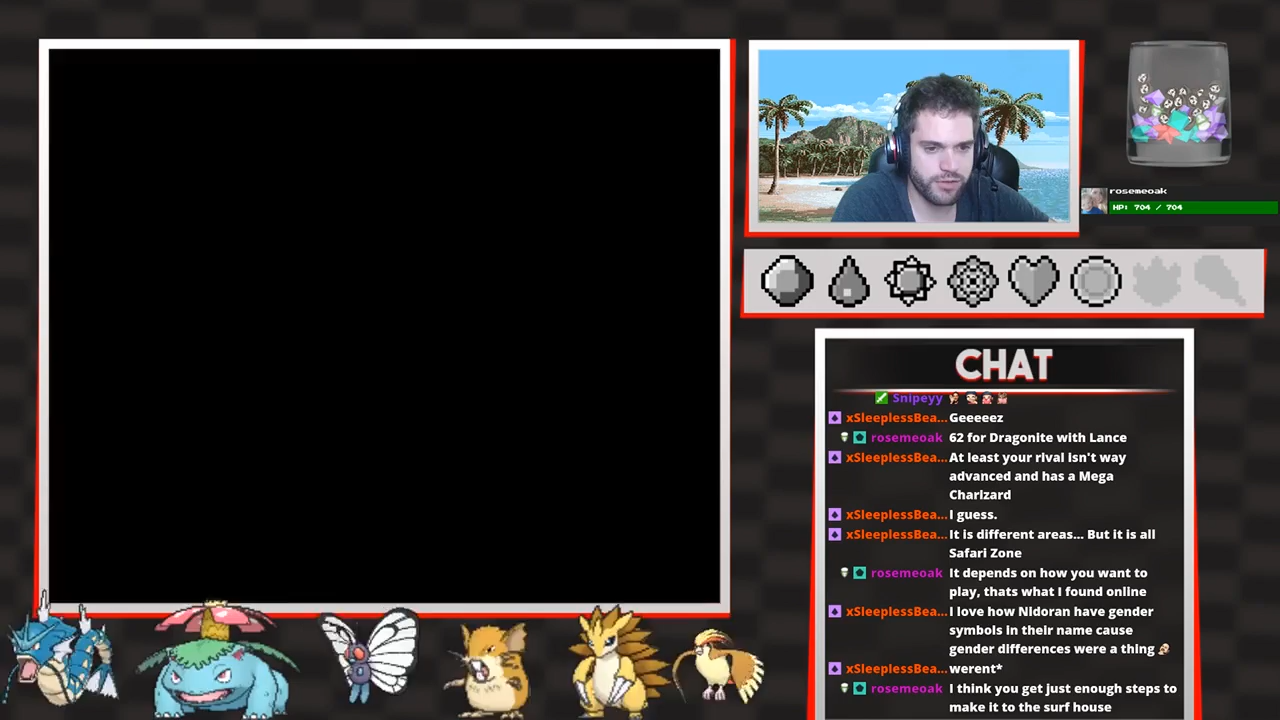 rosemeoak
HP: 704 / 704
CHAT
Snipeyy
xSleeplessBea... Geeeeez
rosemeoak 62 for Dragonite with Lance
xSleeplessBea... At least your rival isn't way
advanced and has a Mega
Charizard
xSleeplessBea... I guess.
xSleeplessBea... It is different areas... But it is all
Safari Zone
rosemeoak It depends on how you want to
play, thats what I found online
xSleeplessBea... I love how Nidoran have gender
symbols in their name cause
gender differences were a thing
xSleeplessBea... werent*
rosemeoak I think you get just enough steps to
make it to the surf house